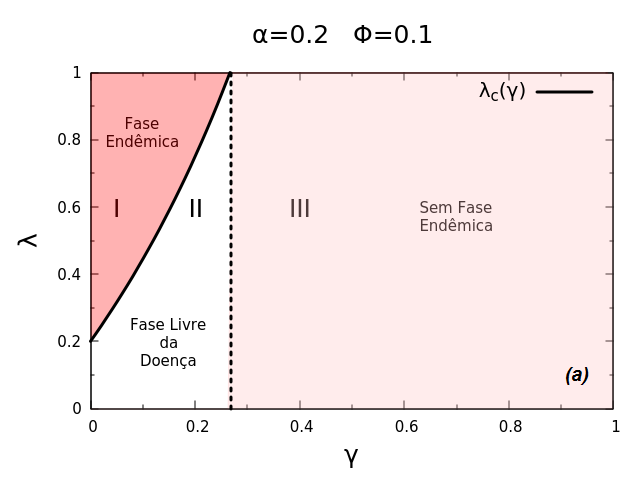 α=0.2 Φ=0.1
λc(γ)
1
0.8
0.6
0.4
0.2
0
λ
Fase
Endêmica
I
II
III
Sem Fase
Endêmica
Fase Livre
da
Doença
(a)
0
0.2
0.4
0.6
0.8
1
γ